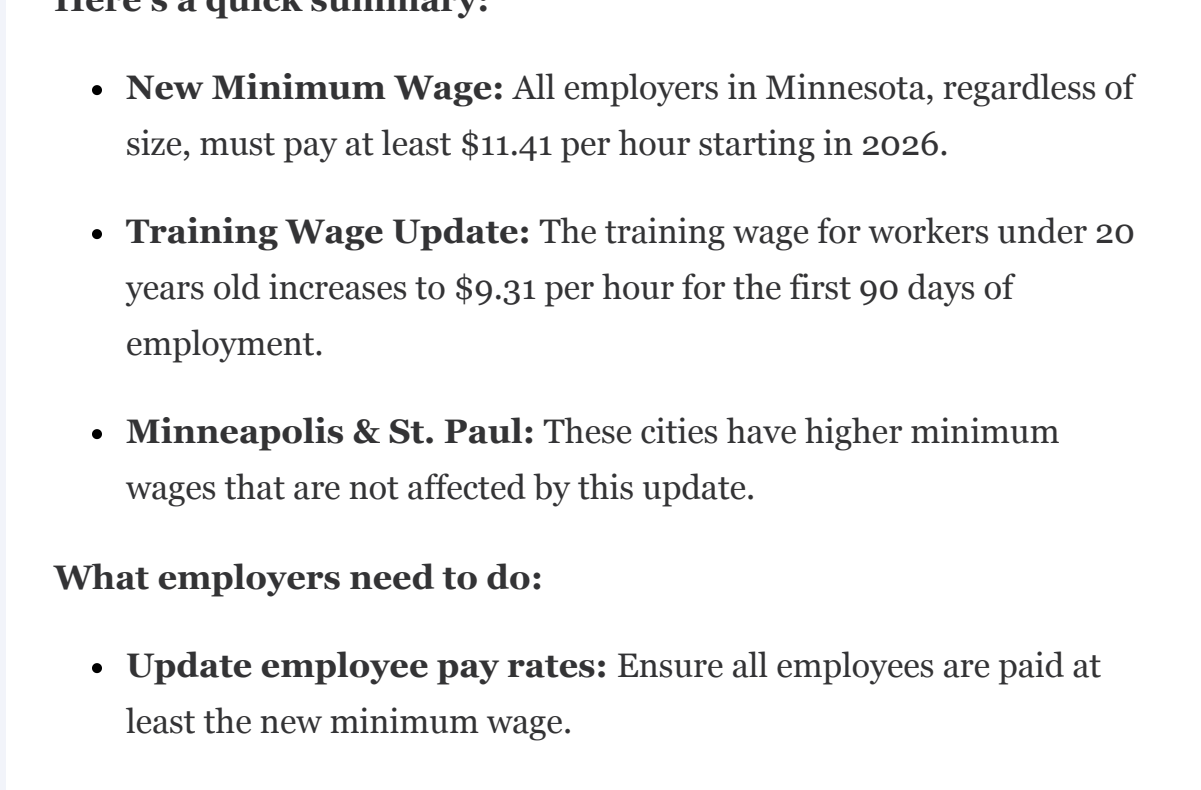 Here's a quick summary:
New Minimum Wage: All employers in Minnesota, regardless of
size, must pay at least $11.41 per hour starting in 2026.
Training Wage Update: The training wage for workers under 20
years old increases to $9.31 per hour for the first 90 days of
employment.
Minneapolis & St. Paul: These cities have higher minimum
wages that are not affected by this update.
What employers need to do:
Update employee pay rates: Ensure all employees are paid at
least the new minimum wage.